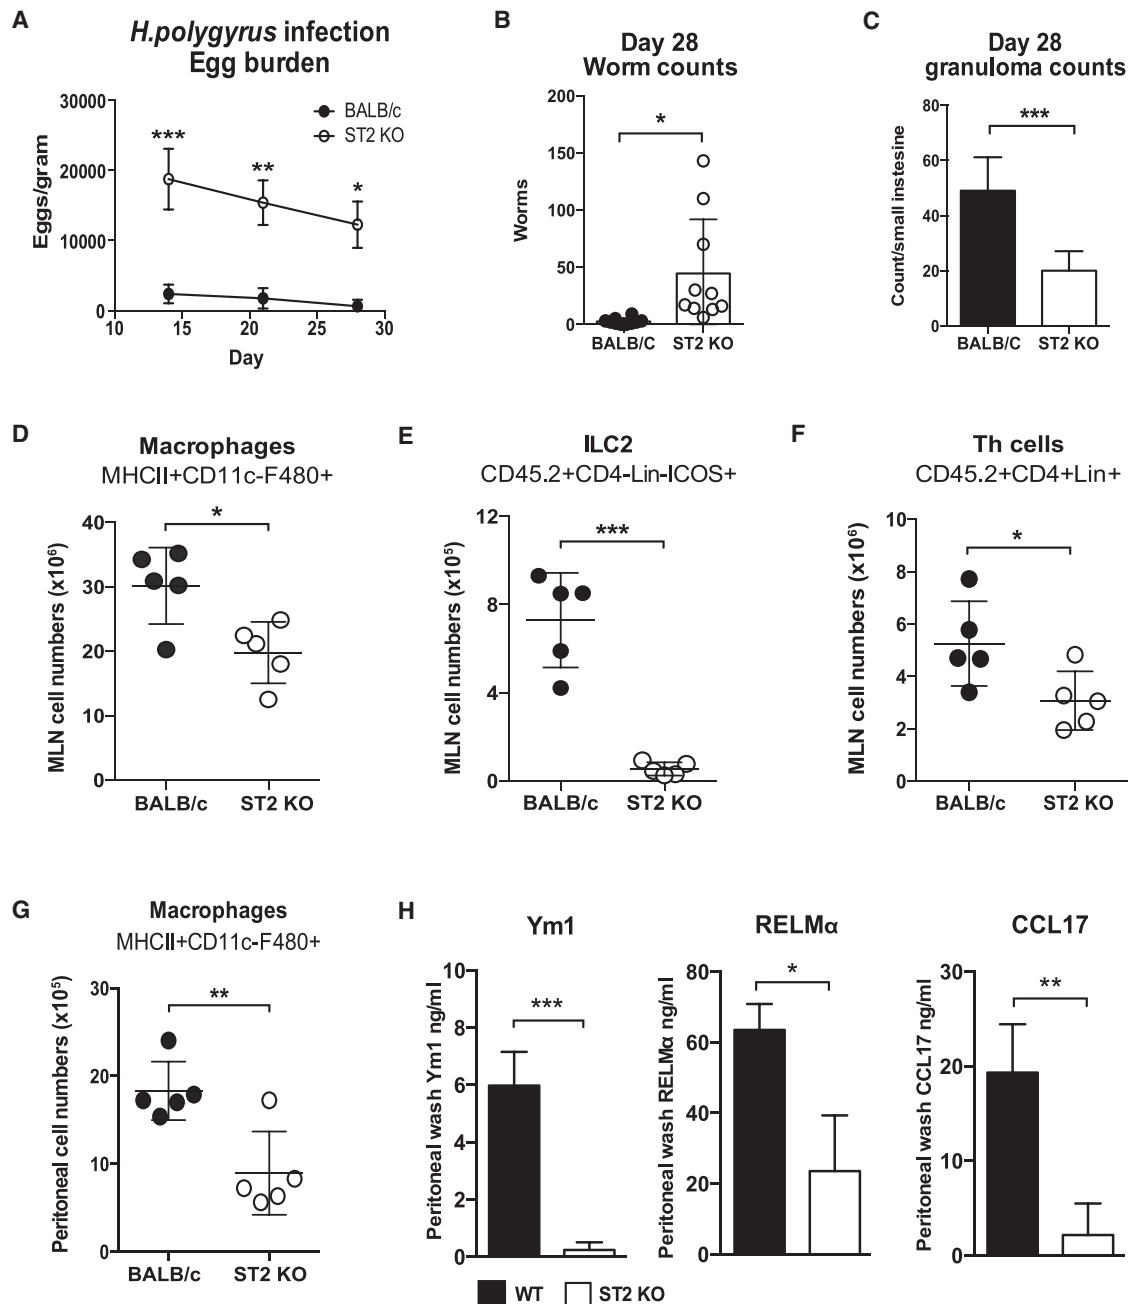 A
H.polygyrus infection
Egg burden
30000
20000
10000
0
Eggs/gram
BALB/c
ST2 KO
***
**
*
10 15 20 25 30
Day
B
Day 28
Worm counts
200
150
100
50
0
Worms
*
BALB/C ST2 KO
C
Day 28
granuloma counts
80
60
40
20
0
Count/small instesine
***
BALB/C ST2 KO
D
Macrophages
MHCII+CD11c-F480+
40
30
20
10
0
MLN cell numbers (x10⁶)
*
BALB/c ST2 KO
E
ILC2
CD45.2+CD4-Lin-ICOS+
12
8
4
0
MLN cell numbers (x10⁵)
***
BALB/c ST2 KO
F
Th cells
CD45.2+CD4+Lin+
10
8
6
4
2
0
MLN cell numbers (x10⁶)
*
BALB/c ST2 KO
G
Macrophages
MHCII+CD11c-F480+
30
20
10
0
Peritoneal cell numbers (x10⁵)
**
BALB/c ST2 KO
H
Ym1
10
8
6
4
2
0
Peritoneal wash Ym1 ng/ml
***
RELMα
80
60
40
20
0
Peritoneal wash RELMα ng/ml
*
CCL17
30
20
10
0
Peritoneal wash CCL17 ng/ml
**
WT ST2 KO